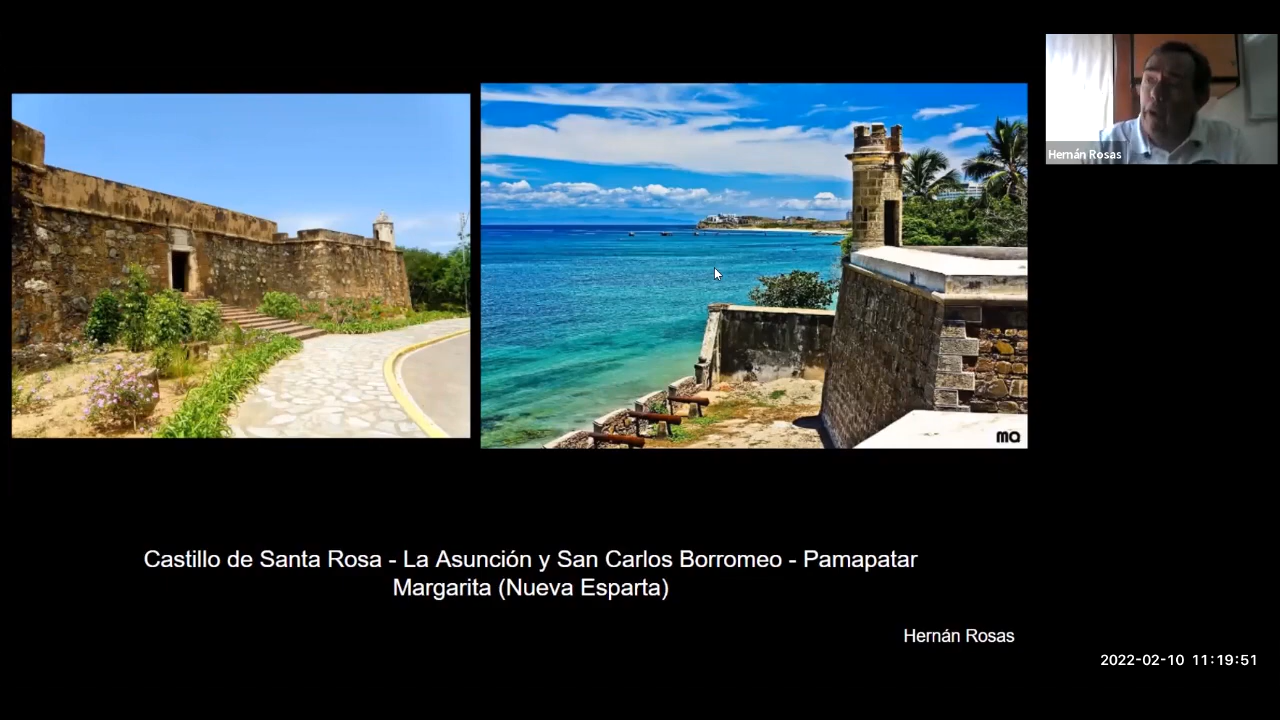 Hernán Rosas
MQ
Castillo de Santa Rosa - La Asunción y San Carlos Borromeo - Pamapatar
Margarita (Nueva Esparta)
Hernán Rosas
2022-02-10 11:19:51